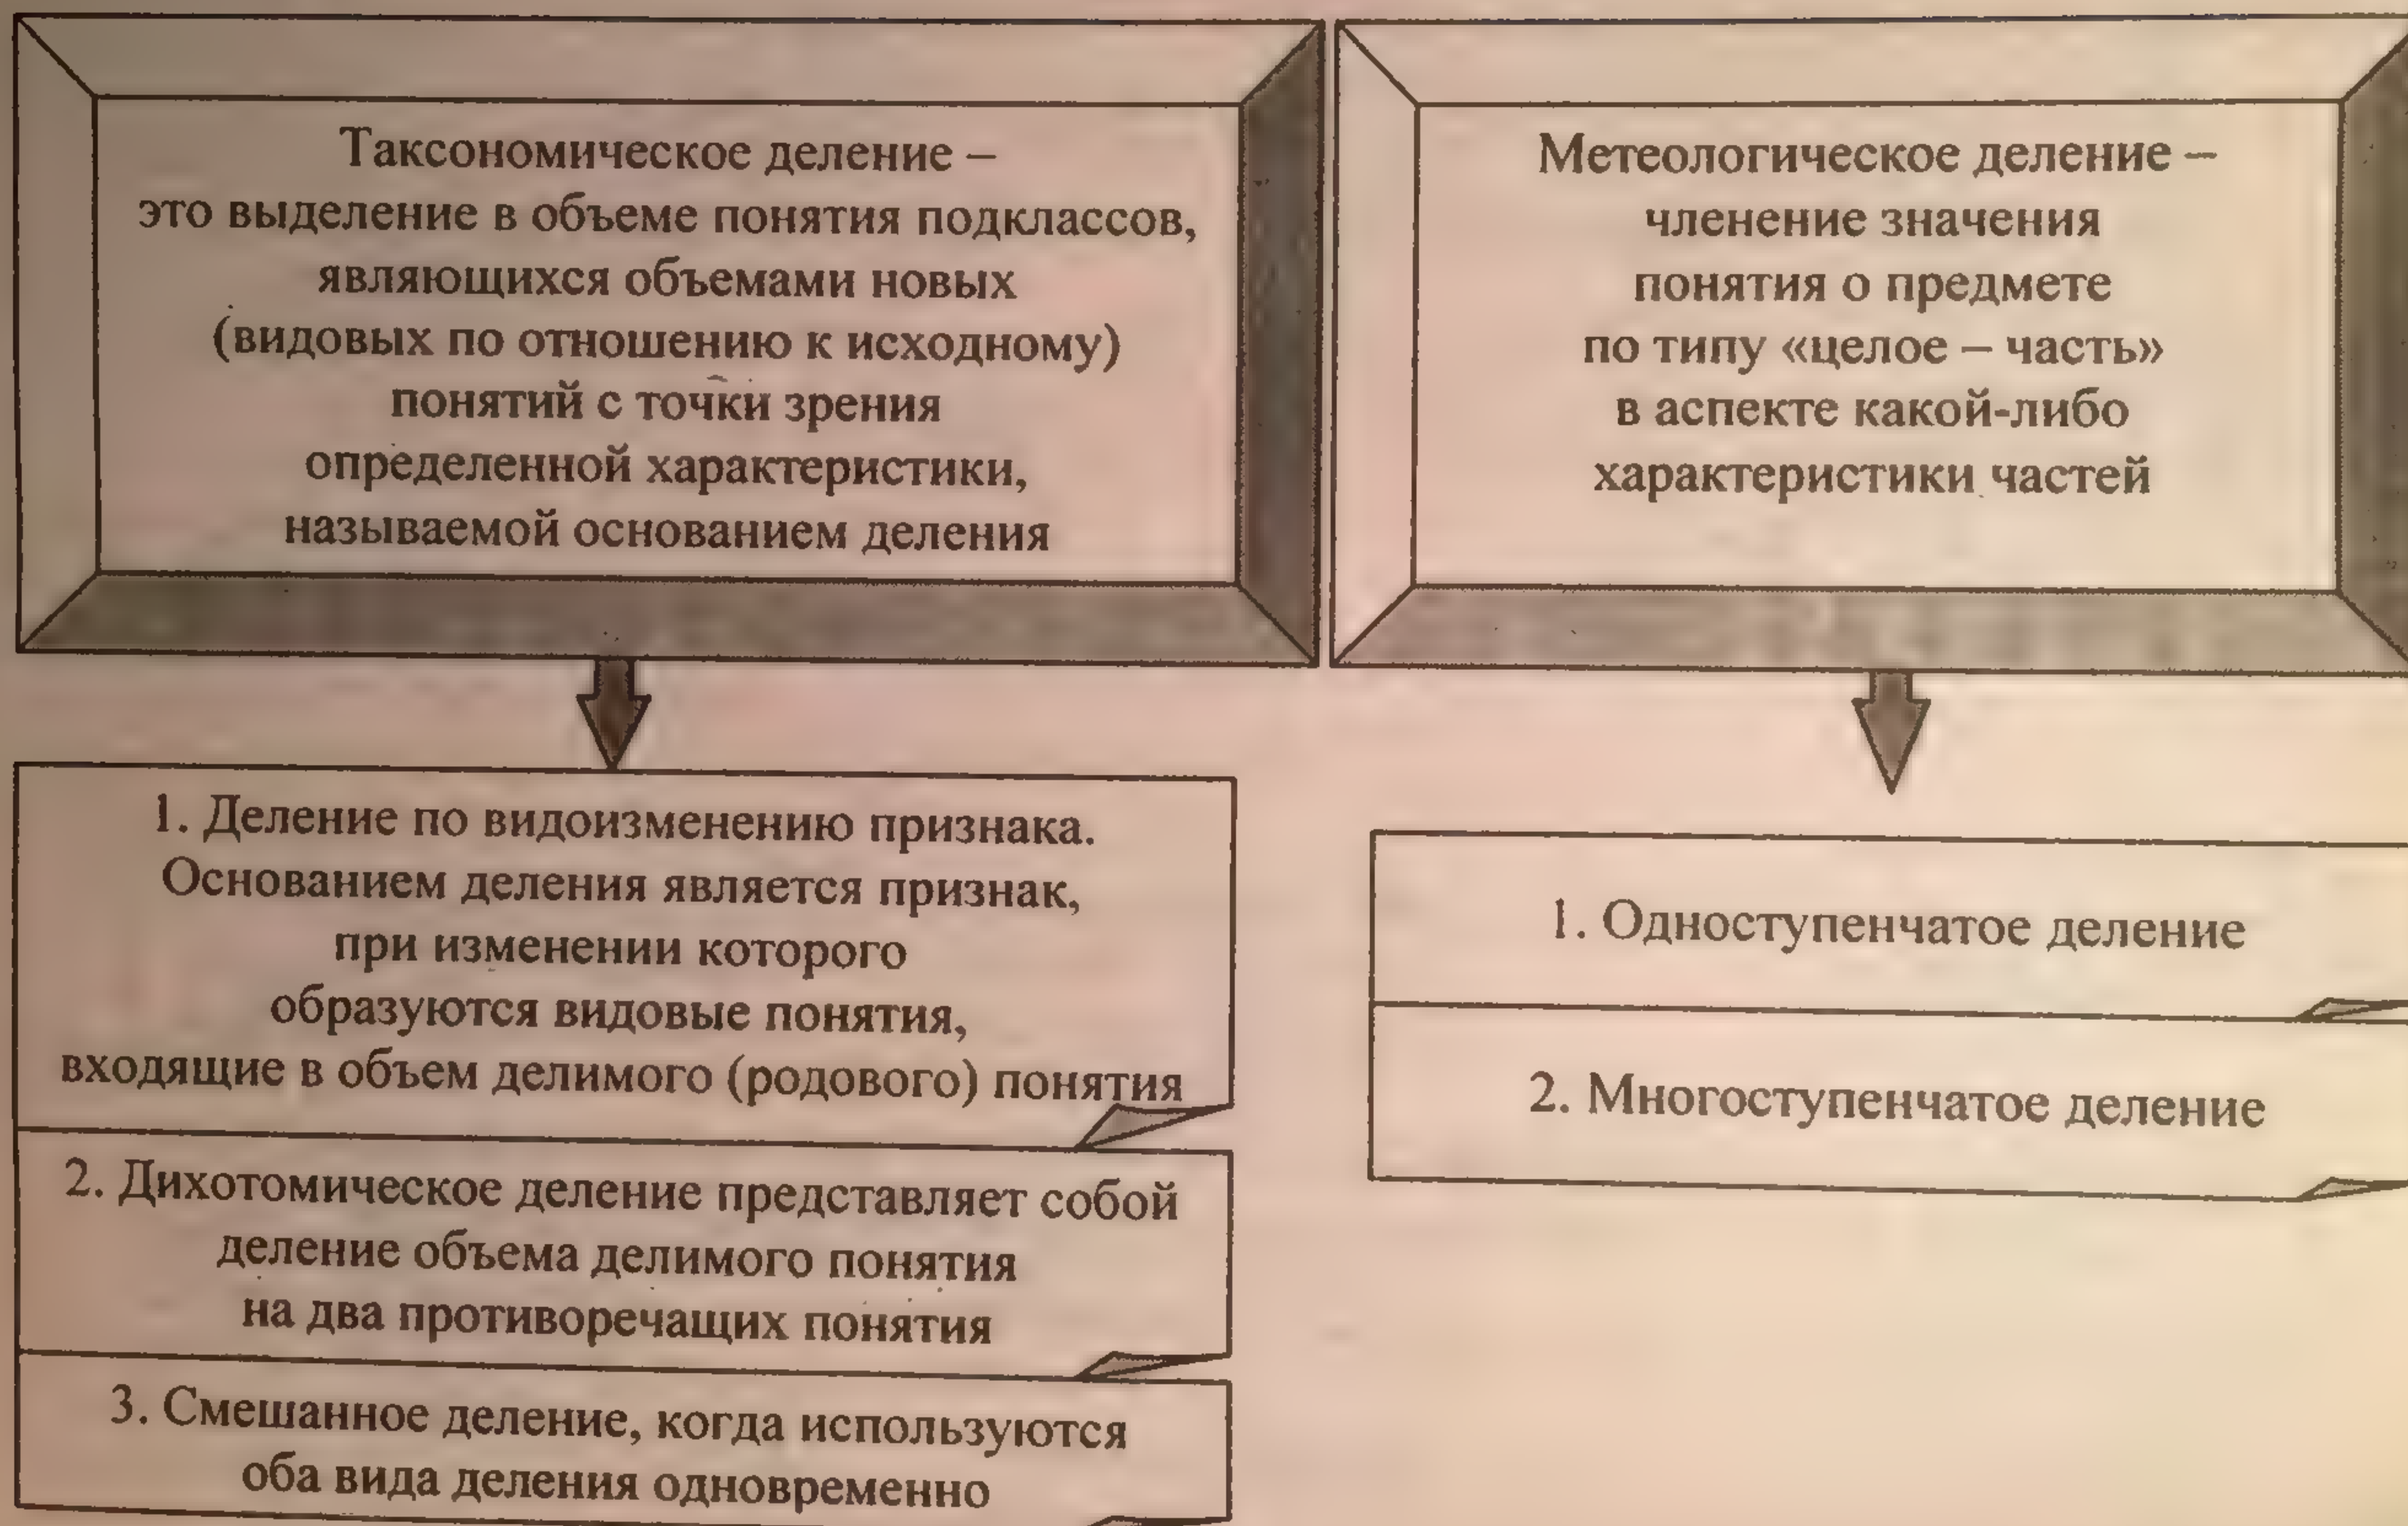 Таксономическое деление –
это выделение в объеме понятия подклассов,
являющихся объемами новых
(видовых по отношению к исходному)
понятий с точки зрения
определенной характеристики,
называемой основанием деления
Метеологическое деление –
членение значения
понятия о предмете
по типу «целое – часть»
в аспекте какой-либо
характеристики частей
1. Деление по видоизменению признака.
Основанием деления является признак,
при изменении которого
образуются видовые понятия,
входящие в объем делимого (родового) понятия
2. Дихотомическое деление представляет собой
деление объема делимого понятия
на два противоречащих понятия
3. Смешанное деление, когда используются
оба вида деления одновременно
1. Одноступенчатое деление
2. Многоступенчатое деление